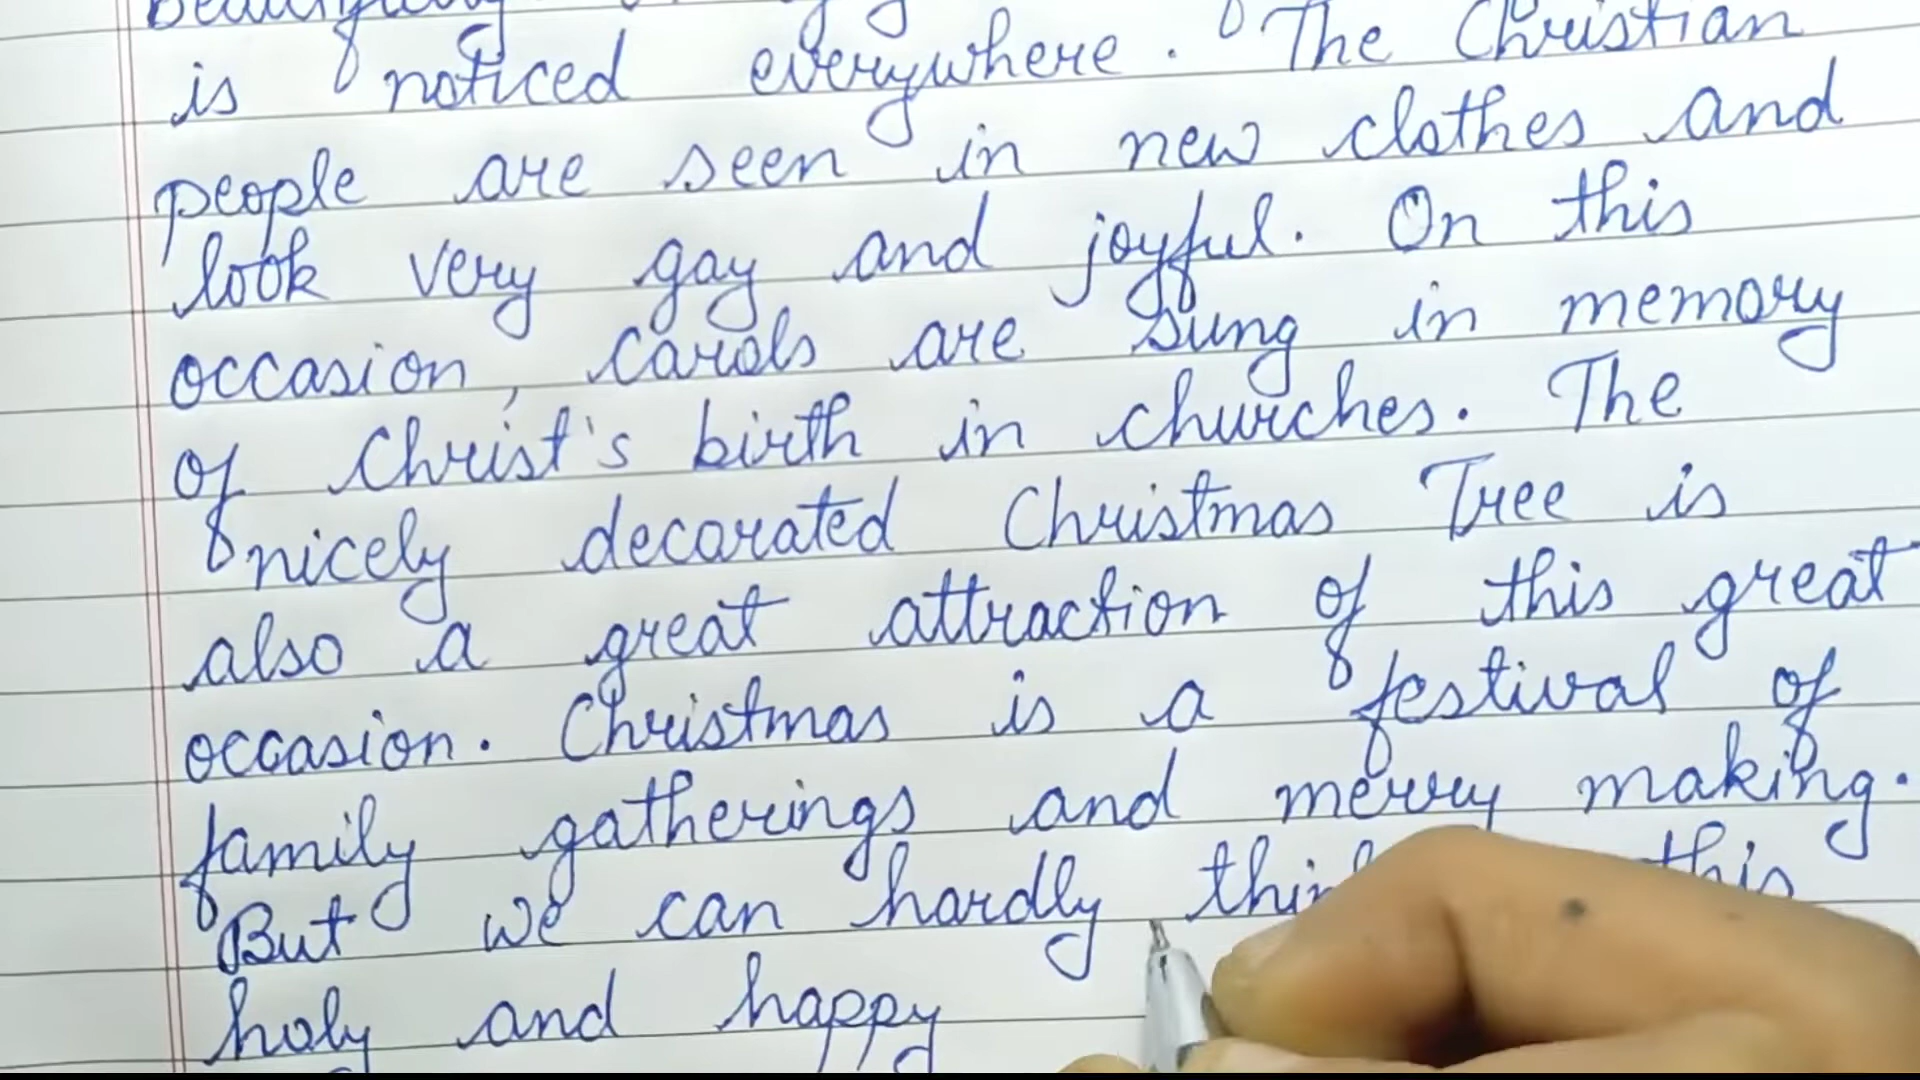 is noticed everywhere. The Christian
people are seen in new clothes and
look very gay and joyful. On this
occasion, carols are sung in memory
of Christ's birth in churches. The
nicely decorated Christmas Tree is
also a great attraction of this great
occasion. Christmas is a festival of
family gatherings and merry making.
But we can hardly this
holy and happy